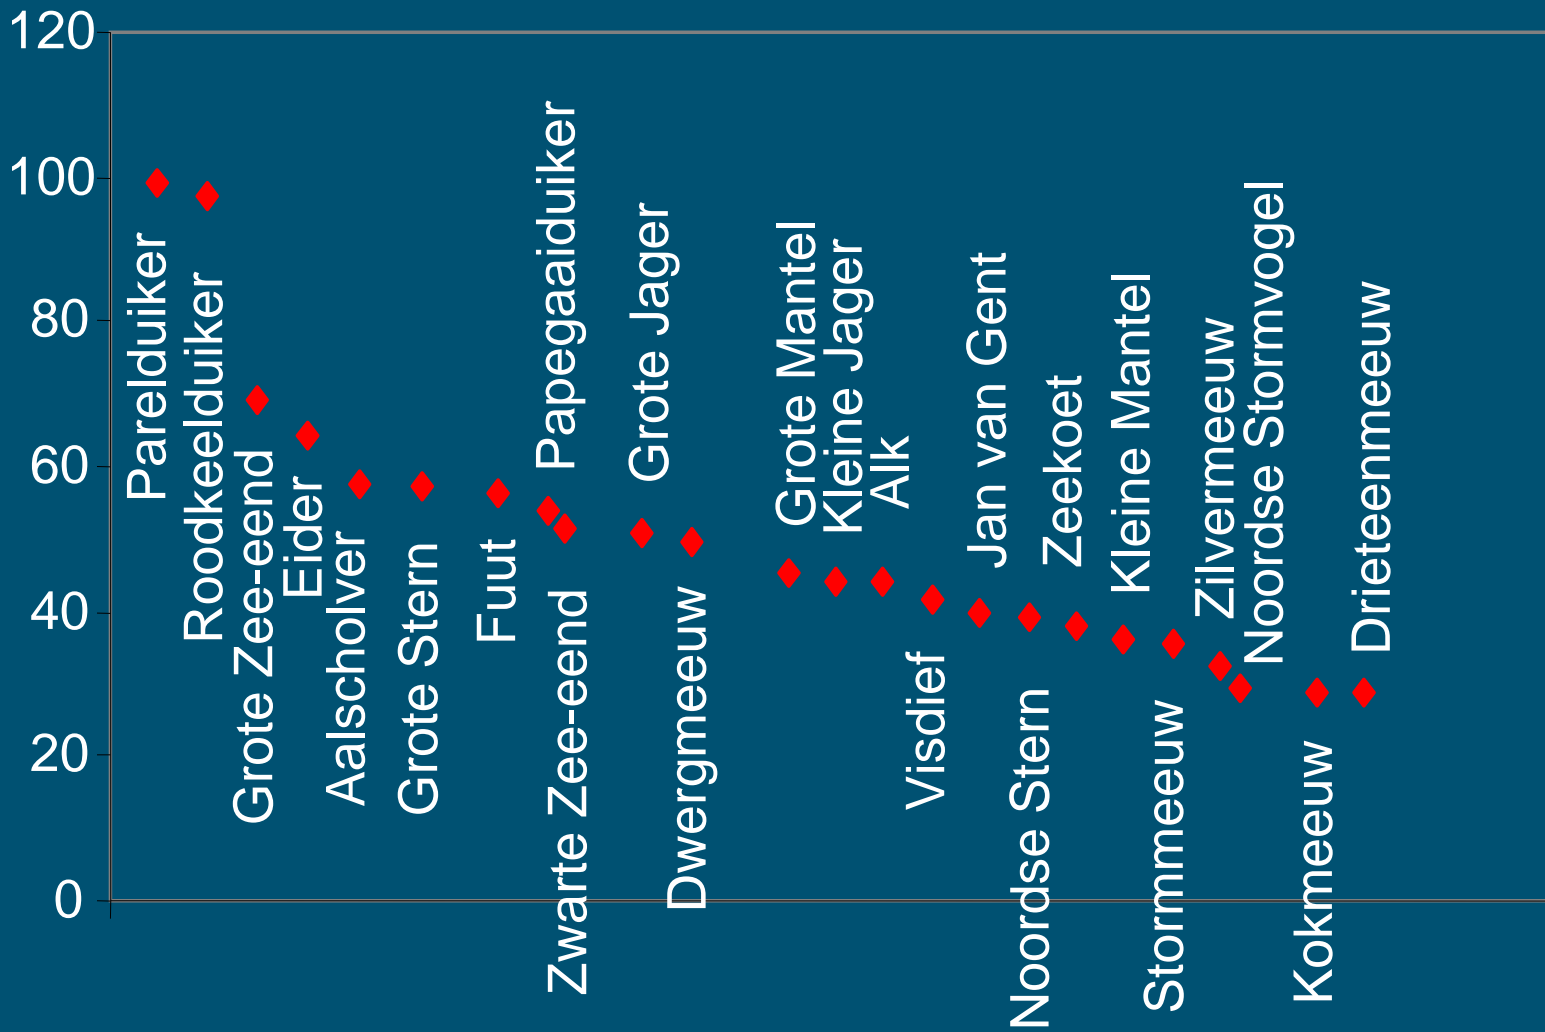 120
100
80
60
40
20
0
Parelduiker
Roodkeelduiker
Grote Zee-eend
Eider
Aalscholver
Grote Stern
Fuut
Papegaaiduiker
Zwarte Zee-eend
Grote Jager
Dwergmeeuw
Grote Mantel
Kleine Jager
Alk
Visdief
Jan van Gent
Noordse Stern
Zeekoet
Kleine Mantel
Stormmeeuw
Zilvermeeuw
Noordse Stormvogel
Kokmeeuw
Drieteenmeeuw